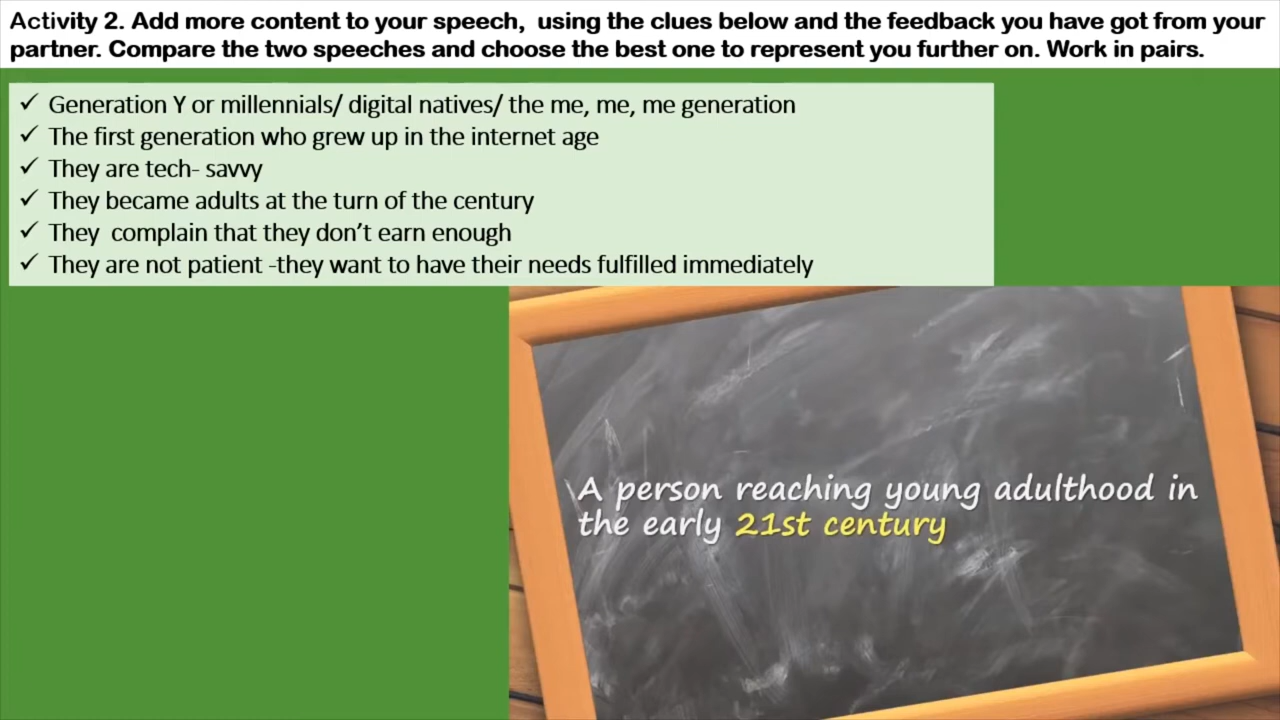 Activity 2. Add more content to your speech, using the clues below and the feedback you have got from your
partner. Compare the two speeches and choose the best one to represent you further on. Work in pairs.
✓ Generation Y or millennials/ digital natives/ the me, me, me generation
✓ The first generation who grew up in the internet age
✓ They are tech- savvy
✓ They became adults at the turn of the century
✓ They complain that they don't earn enough
✓ They are not patient -they want to have their needs fulfilled immediately
A person reaching young adulthood in
the early 21st century